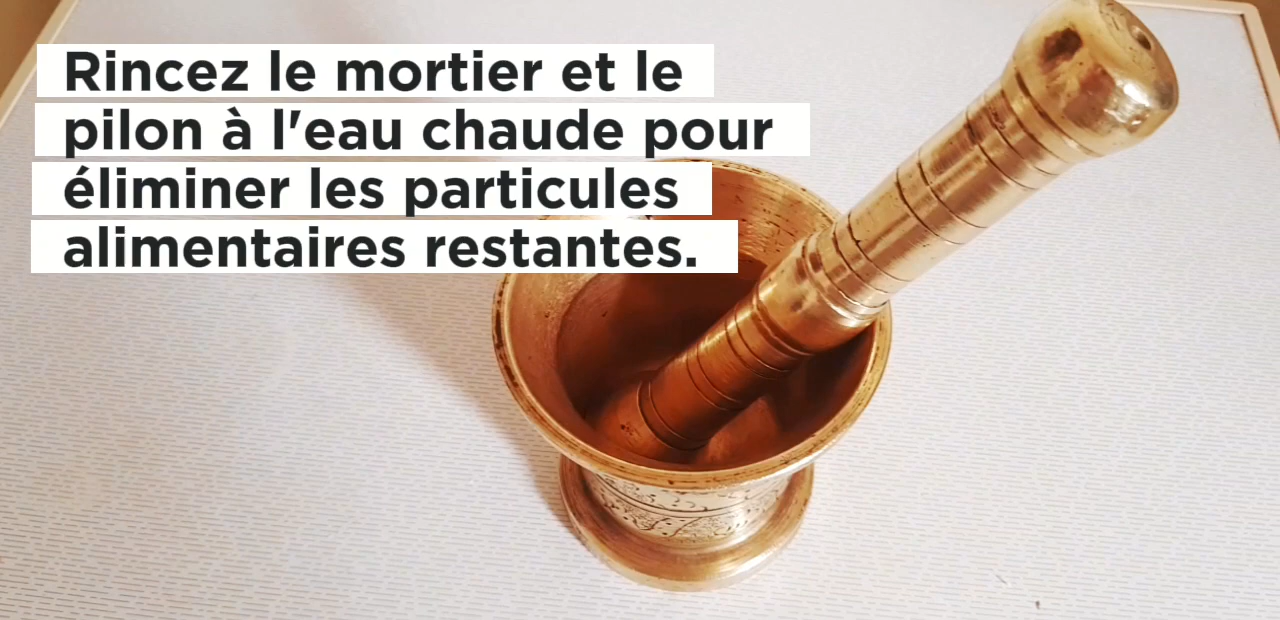 Rincez le mortier et le
pilon à l'eau chaude pour
éliminer les particules
alimentaires restantes.